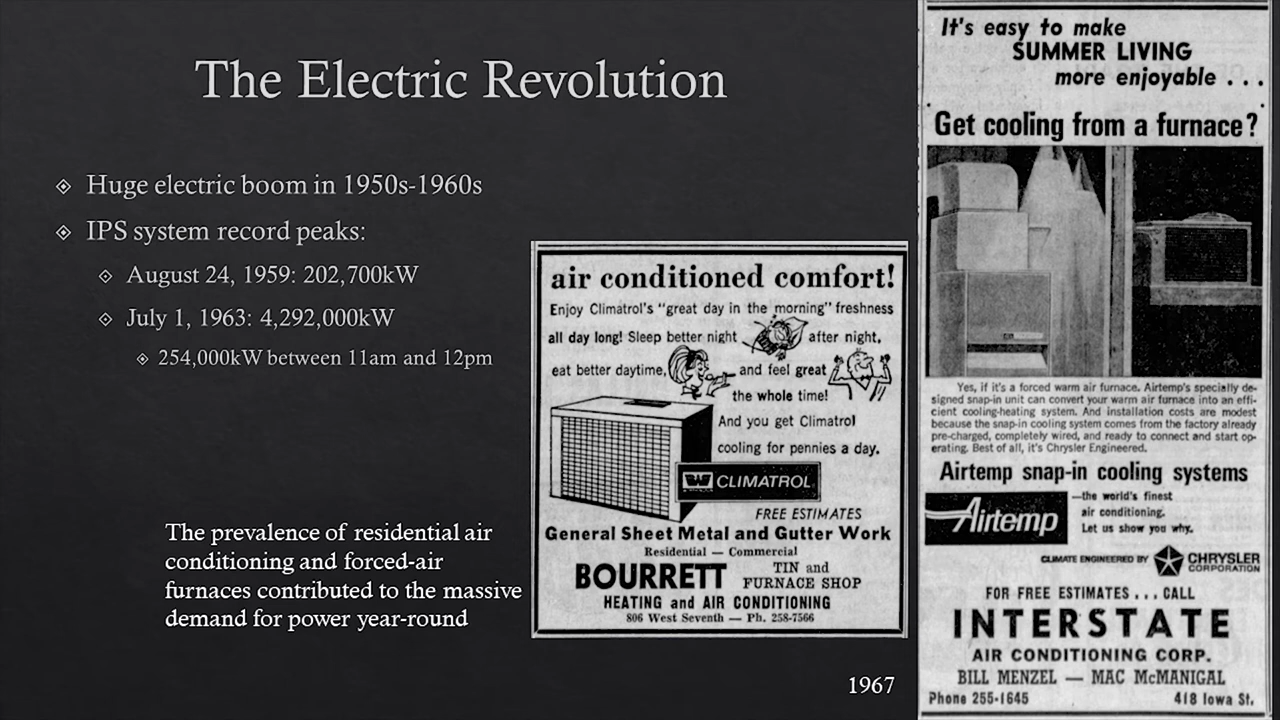 The Electric Revolution
Huge electric boom in 1950s-1960s
IPS system record peaks:
August 24, 1959: 202,700kW
July 1, 1963: 4,292,000kW
254,000kW between 11am and 12pm
The prevalence of residential air
conditioning and forced-air
furnaces contributed to the massive
demand for power year-round
air conditioned comfort!
Enjoy Climatrol's "great day in the morning" freshness
all day long! Sleep better night after night,
eat better daytime, and feel great
the whole time!
And you get Climatrol
cooling for pennies a day.
CLIMATROL
FREE ESTIMATES
General Sheet Metal and Gutter Work
Residential — Commercial
BOURRETT TIN and
FURNACE SHOP
HEATING and AIR CONDITIONING
806 West Seventh — Ph. 258-7566
1967
It's easy to make
SUMMER LIVING
more enjoyable . . .
Get cooling from a furnace?
Yes, if it's a forced warm air furnace. Airtemp's specially de-
signed snap-in unit can convert your warm air furnace into an effi-
cient cooling-heating system. And installation costs are modest
because the snap-in cooling system comes from the factory already
pre-charged, completely wired, and ready to connect and start op-
erating. Best of all, it's Chrysler Engineered.
Airtemp snap-in cooling systems
Airtemp
—the world's finest
air conditioning.
Let us show you why.
CLIMATE ENGINEERED BY CHRYSLER
CORPORATION
FOR FREE ESTIMATES . . . CALL
INTERSTATE
AIR CONDITIONING CORP.
BILL MENZEL — MAC McMANIGAL
Phone 255-1645 418 Iowa St.